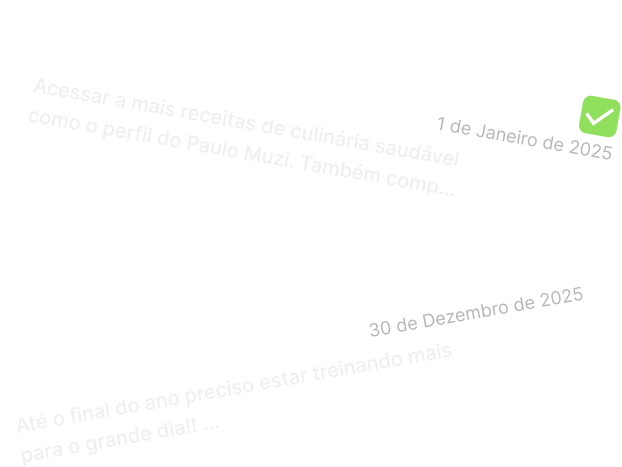 Acessar a mais receitas de culinária saudável
como o perfil do Paulo Muzi. Também comp...
1 de Janeiro de 2025
30 de Dezembro de 2025
Até o final do ano preciso estar treinando mais
para o grande dia!! ...